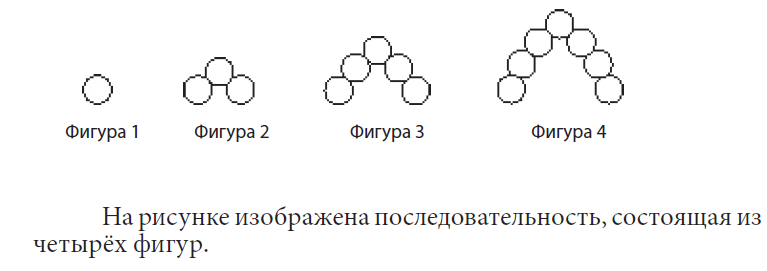 Фигура 1 Фигура 2 Фигура 3 Фигура 4
На рисунке изображена последовательность, состоящая из
четырёх фигур.